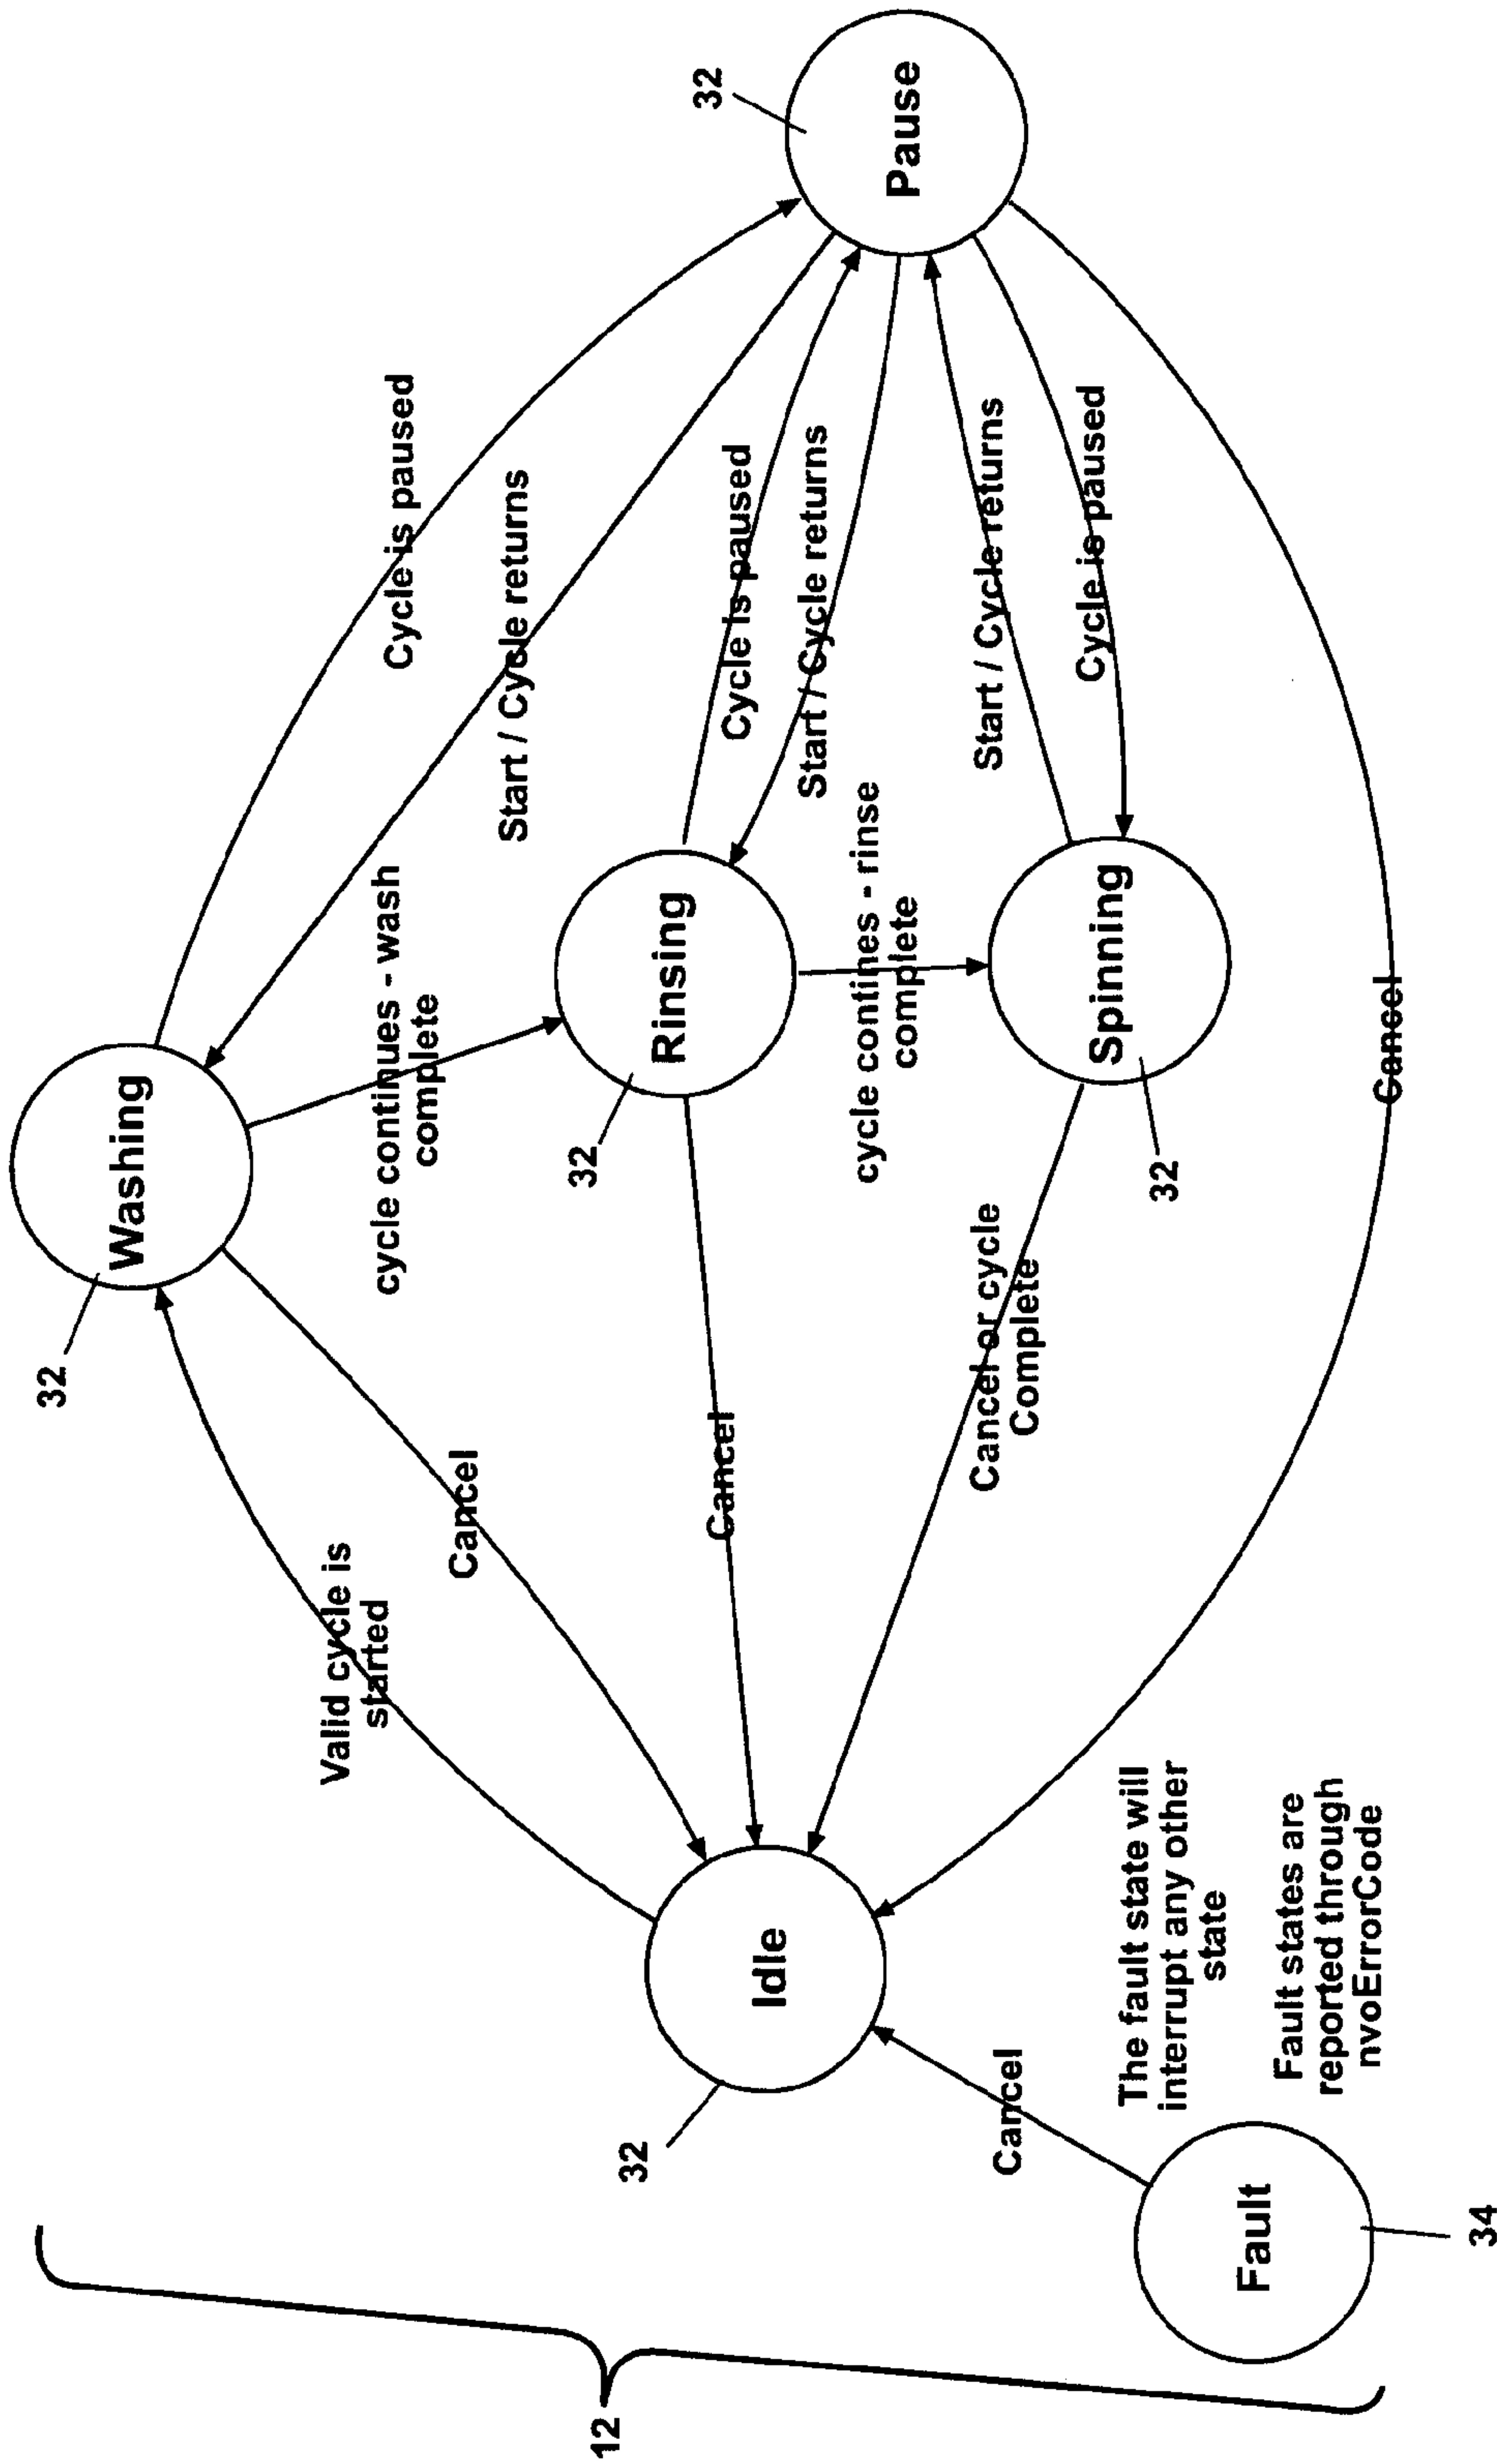 12
32
Washing
32
Valid cycle is
started
Cancel
cycle continues - wash
complete
Cycle is paused
Start / Cycle returns
Idle
32
Cancel
Rinsing
32
Cycle is paused
Start / Cycle returns
Pause
32
cycle contines - rinse
complete
Cancel or cycle
Complete
Spinning
32
Start / Cycle returns
Cycle is paused
Cancel
Cancel
Fault
34
The fault state will
interrupt any other
state
Fault states are
reported through
nvoErrorCode